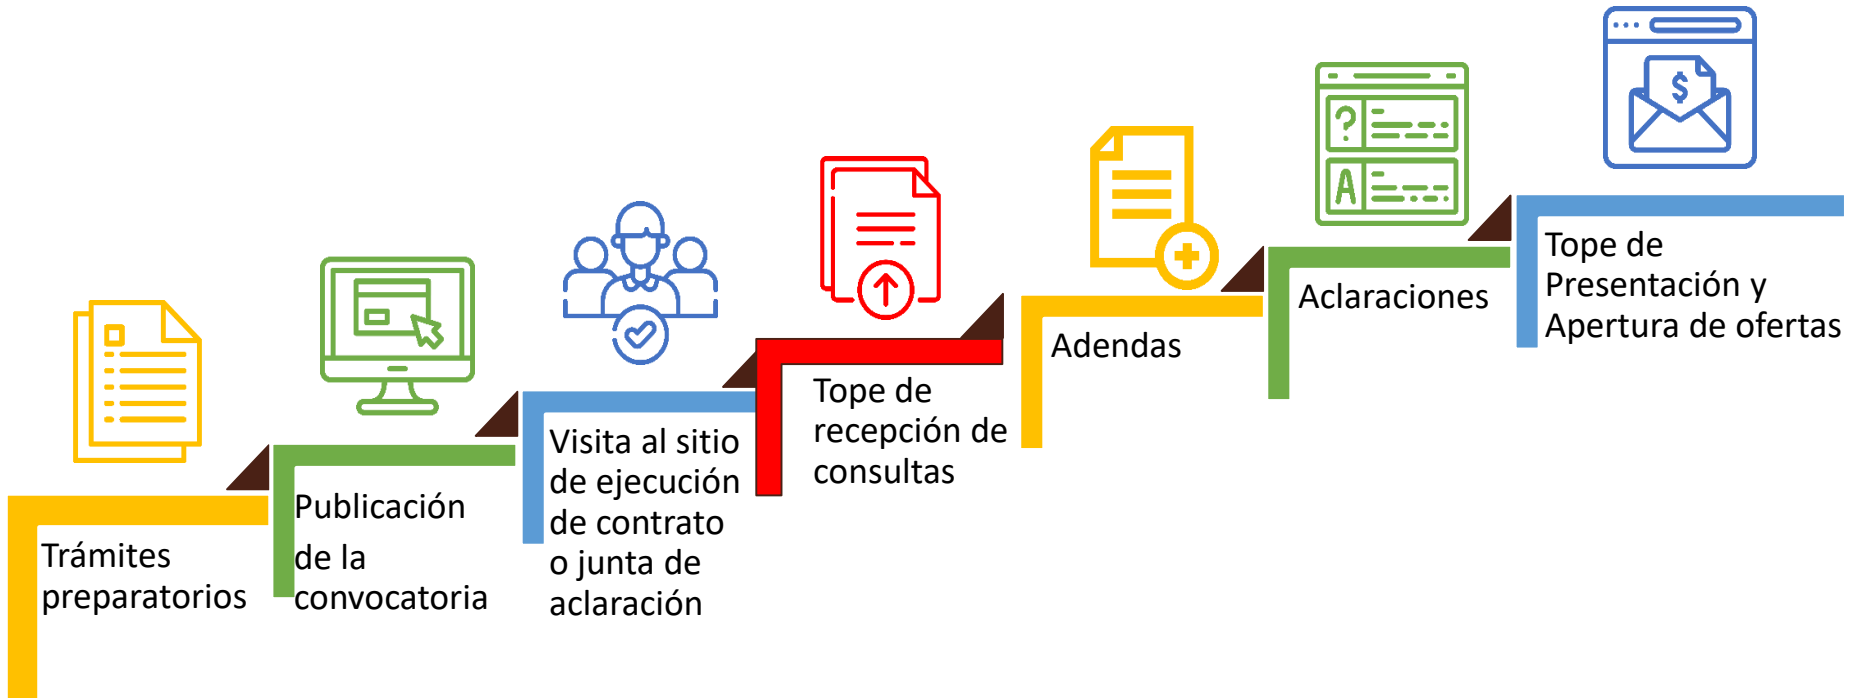 Trámites
preparatorios
Publicación
de la
convocatoria
Visita al sitio
de ejecución
de contrato
o junta de
aclaración
Tope de
recepción de
consultas
Adendas
?
A
Aclaraciones
$
Tope de
Presentación y
Apertura de ofertas